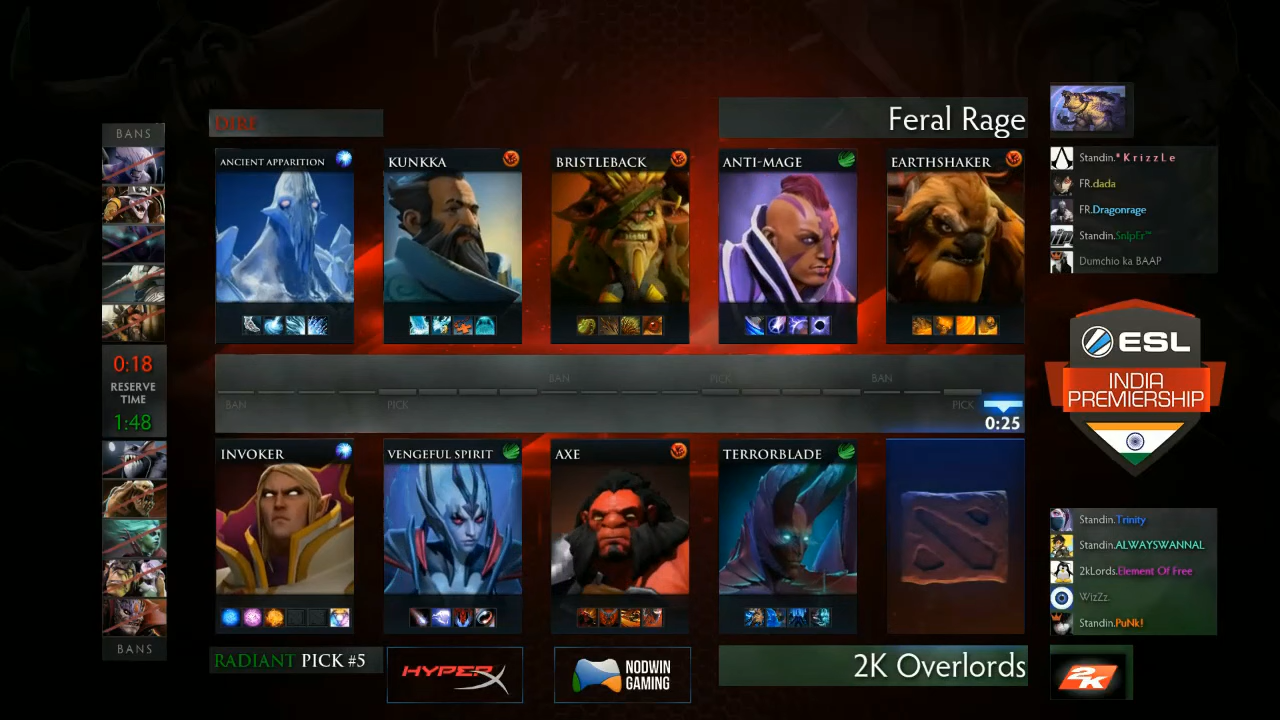 DIRE
Feral Rage
BANS
ANCIENT APPARITION
KUNKKA
BRISTLEBACK
ANTI-MAGE
EARTHSHAKER
Standin.*KrizzLe
FR.dada
FR.Dragonrage
Standin.SnIpEr™
Dumchio ka BAAP
0:18
RESERVE
TIME
1:48
BAN
PICK
BAN
BAN
PICK
PICK
0:25
ESL
INDIA
PREMIERSHIP
INVOKER
VENGEFUL SPIRIT
AXE
TERRORBLADE
Standin.Trinity
Standin.ALWAYSWANNAL
2kLords.Element Of Free
WizZz.
Standin.PuNk!
BANS
RADIANT PICK #5
HYPERX
NODWIN
GAMING
2K Overlords
2K